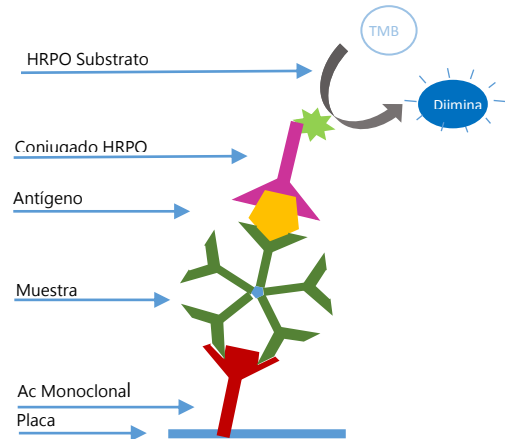 TMB
HRPO Substrato
Diimina
Conjugado HRPO
Antígeno
Muestra
Ac Monoclonal
Placa